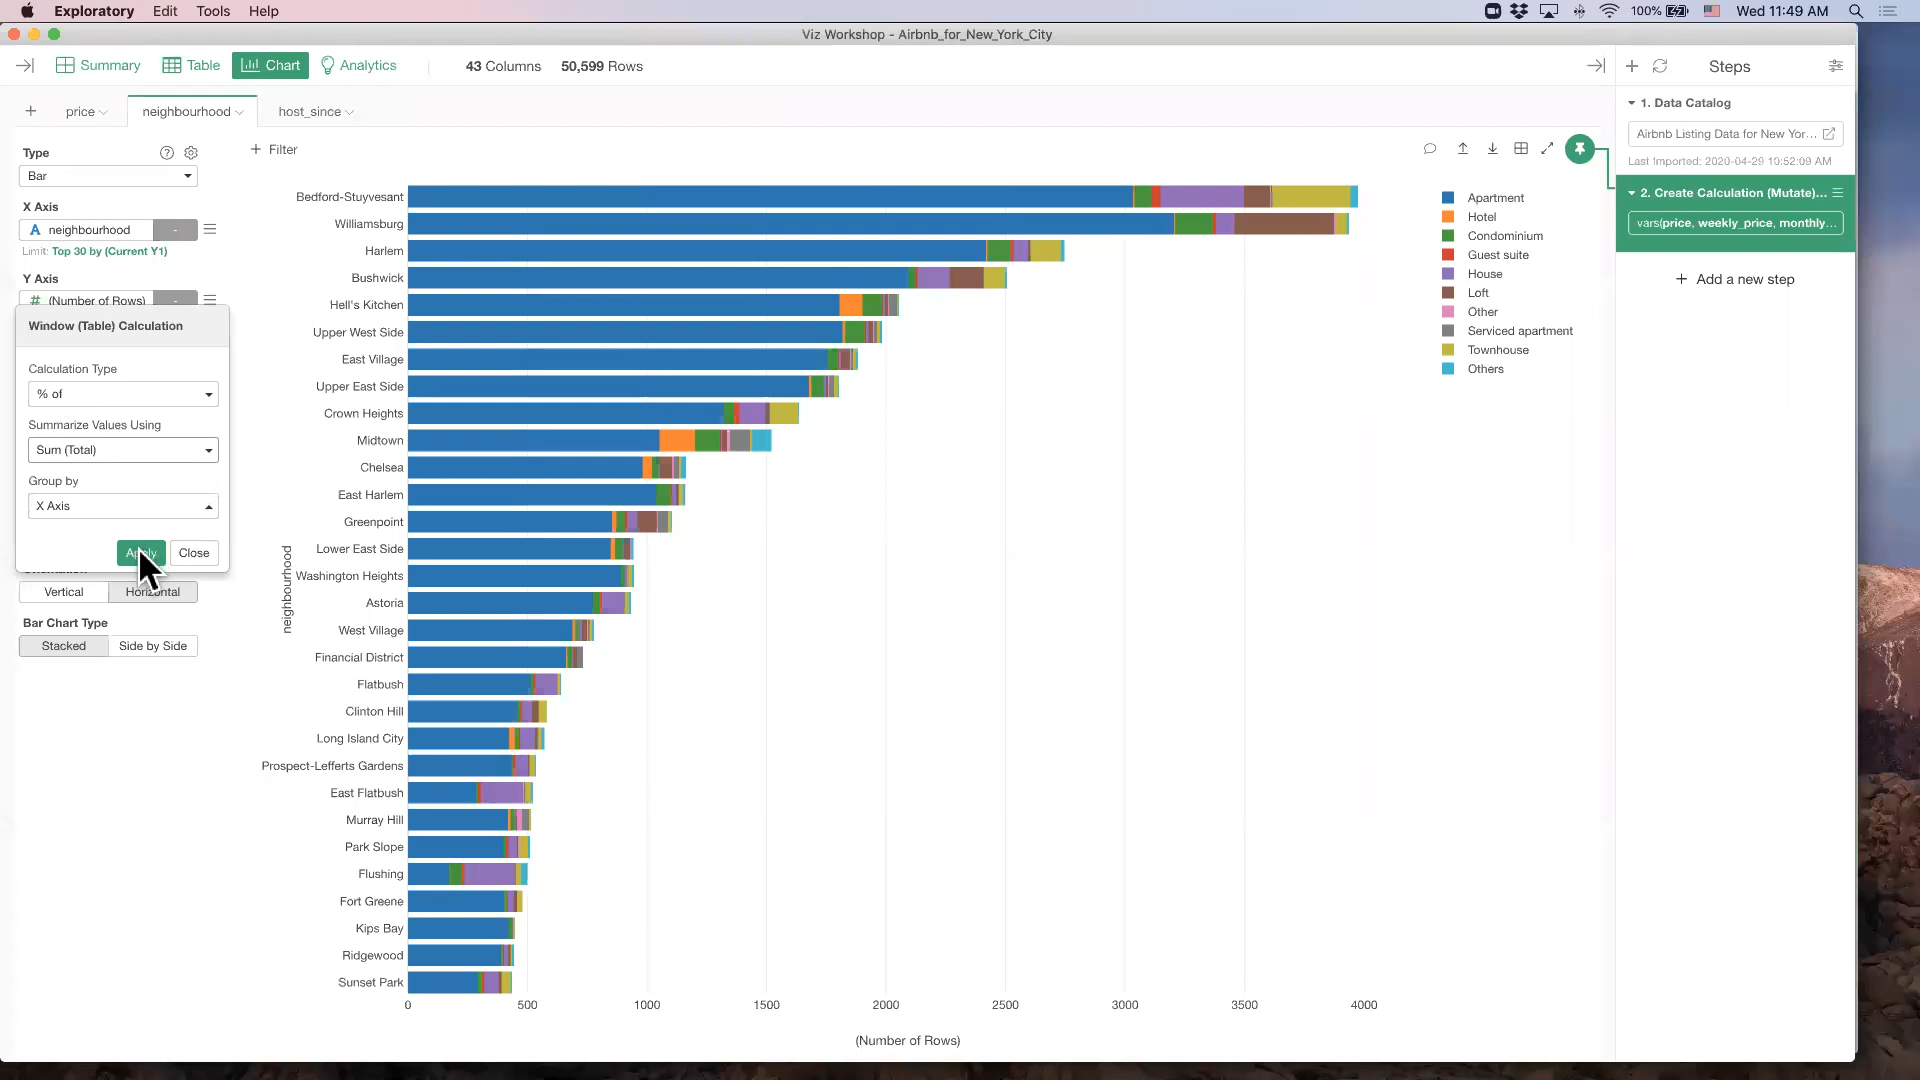 Exploratory Edit Tools Help
100% Wed 11:49 AM
Viz Workshop - Airbnb_for_New_York_City
Summary Table Chart Analytics 43 Columns 50,599 Rows
Steps
price neighbourhood host_since
1. Data Catalog
Airbnb Listing Data for New Yor...
Last Imported: 2020-04-29 10:52:09 AM
2. Create Calculation (Mutate)...
vars(price, weekly_price, monthly...
+ Add a new step
Type
Bar
X Axis
A neighbourhood -
Limit: Top 30 by (Current Y1)
Y Axis
# (Number of Rows) -
Window (Table) Calculation
Calculation Type
% of
Summarize Values Using
Sum (Total)
Group by
X Axis
Close
Vertical Horizontal
Bar Chart Type
Stacked Side by Side
+ Filter
Bedford-Stuyvesant
Williamsburg
Harlem
Bushwick
Hell's Kitchen
Upper West Side
East Village
Upper East Side
Crown Heights
Midtown
Chelsea
East Harlem
Greenpoint
Lower East Side
Washington Heights
Astoria
West Village
Financial District
Flatbush
Clinton Hill
Long Island City
Prospect-Lefferts Gardens
East Flatbush
Murray Hill
Park Slope
Flushing
Fort Greene
Kips Bay
Ridgewood
Sunset Park
neighbourhood
0 500 1000 1500 2000 2500 3000 3500 4000
(Number of Rows)
Apartment
Hotel
Condominium
Guest suite
House
Loft
Other
Serviced apartment
Townhouse
Others